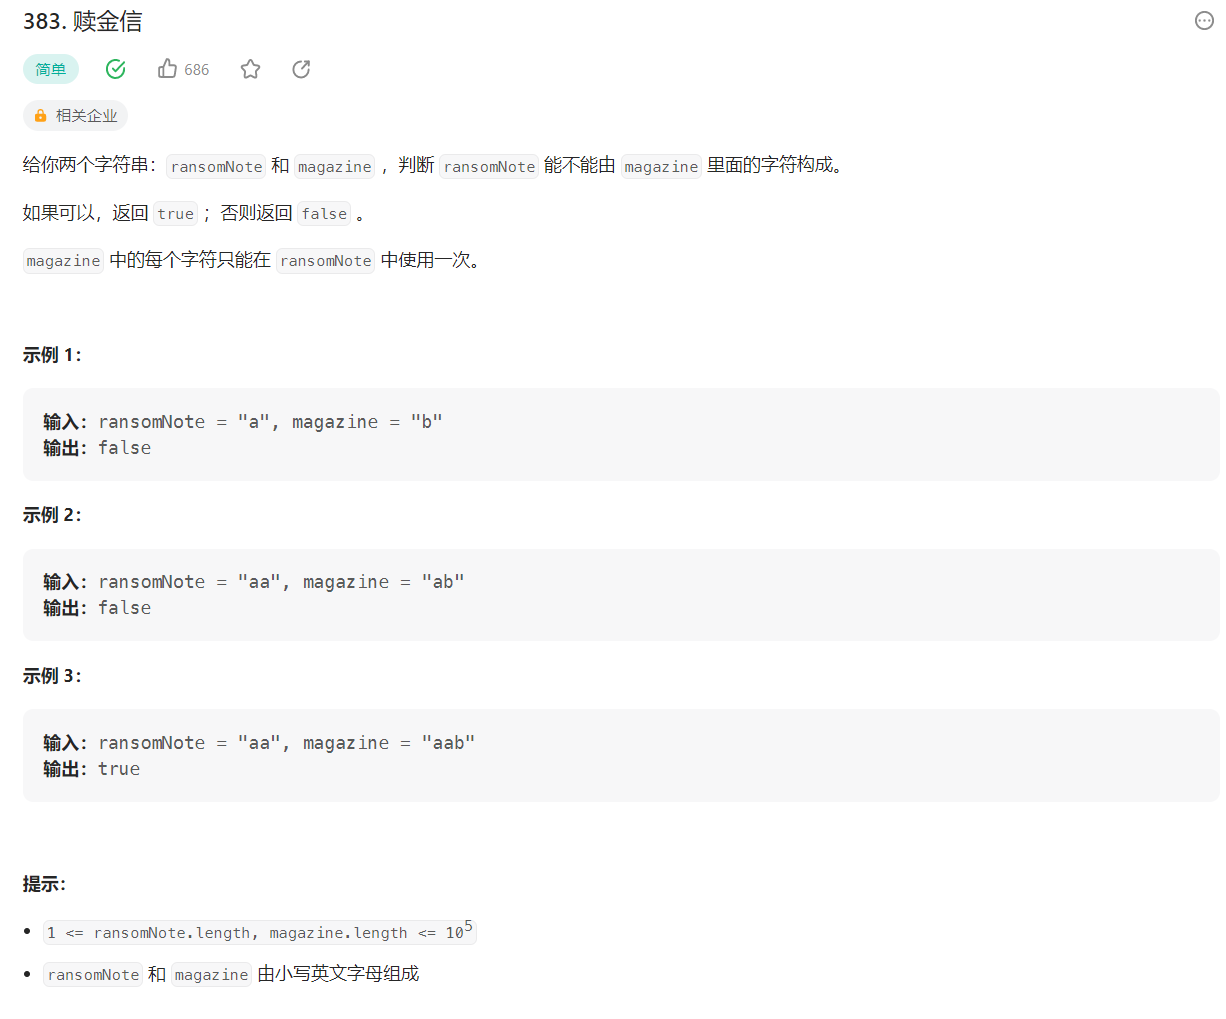 383. 赎金信
简单
686
相关企业
给你两个字符串：ransomNote 和 magazine ，判断 ransomNote 能不能由 magazine 里面的字符构成。
如果可以，返回 true ；否则返回 false 。
magazine 中的每个字符只能在 ransomNote 中使用一次。
示例 1：
输入：ransomNote = "a", magazine = "b"
输出：false
示例 2：
输入：ransomNote = "aa", magazine = "ab"
输出：false
示例 3：
输入：ransomNote = "aa", magazine = "aab"
输出：true
提示：
• 1 <= ransomNote.length, magazine.length <= 10⁵
• ransomNote 和 magazine 由小写英文字母组成